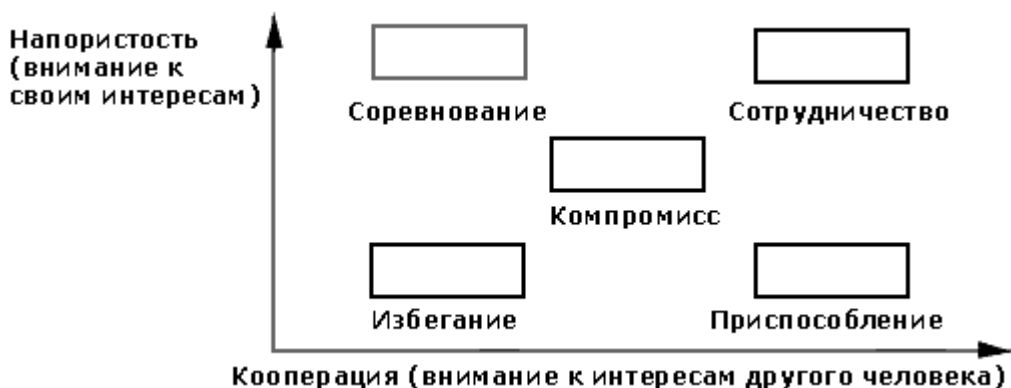 Напористость
(внимание к
своим интересам)
Соревнование
Сотрудничество
Компромисс
Избегание
Приспособление
Кооперация (внимание к интересам другого человека)